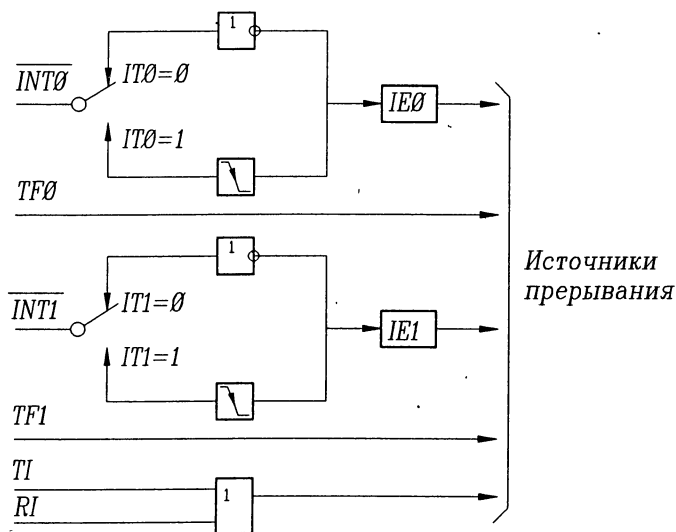 1
INT0
IT0=0
IE0
IT0=1
TF0
1
Источники
прерывания
INT1
IT1=0
IE1
IT1=1
TF1
TI
1
RI